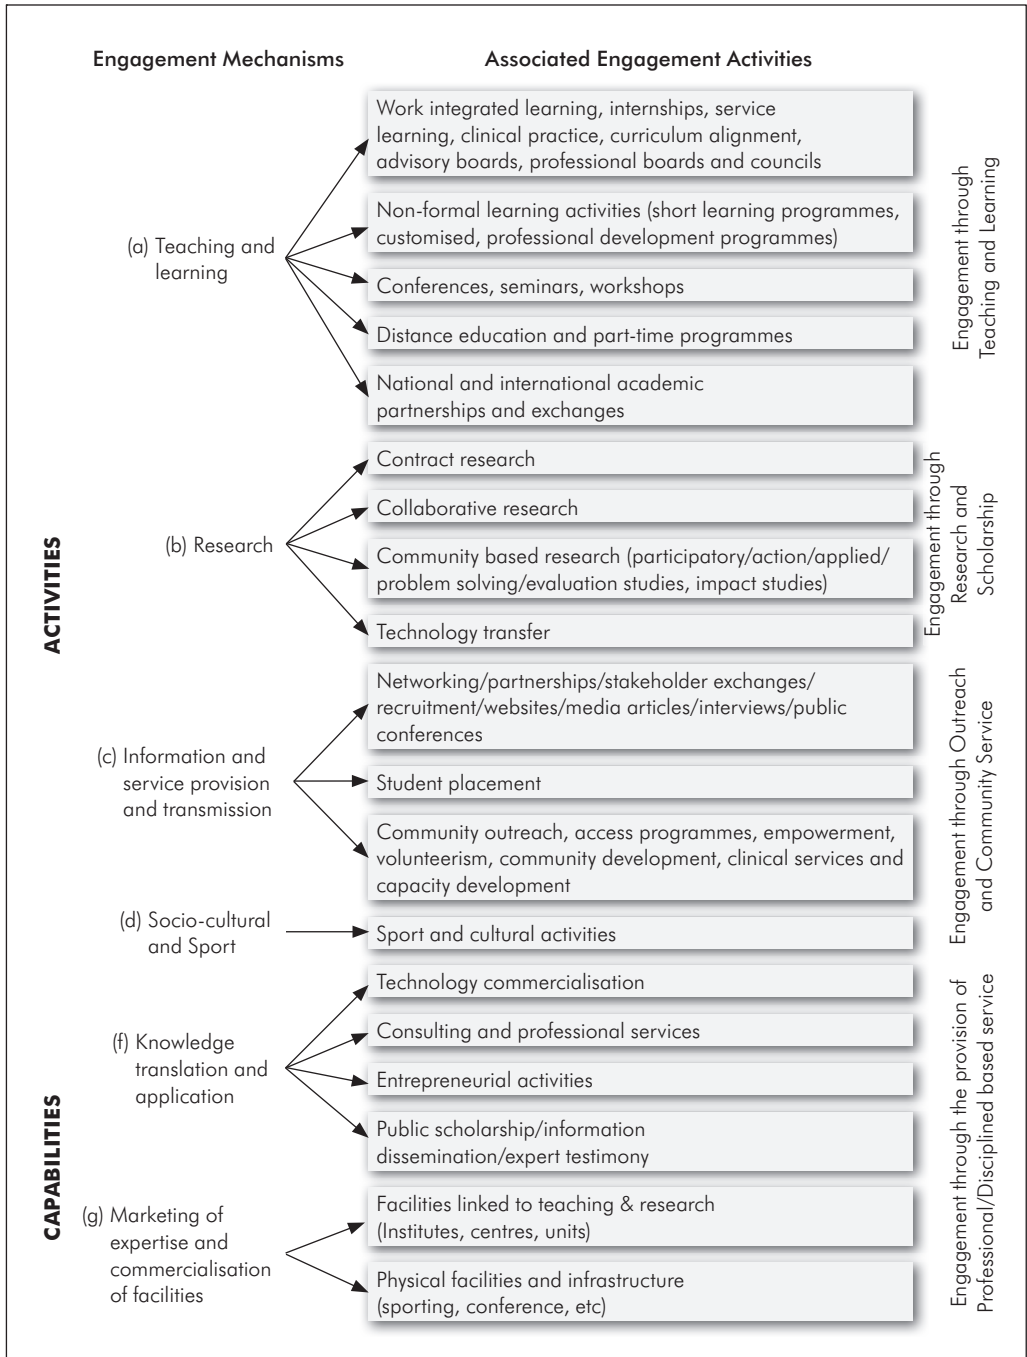 Engagement Mechanisms
Associated Engagement Activities
(a) Teaching and
learning
Work integrated learning, internships, service
learning, clinical practice, curriculum alignment,
advisory boards, professional boards and councils
Non-formal learning activities (short learning programmes,
customised, professional development programmes)
Conferences, seminars, workshops
Distance education and part-time programmes
National and international academic
partnerships and exchanges
Engagement through
Teaching and Learning
ACTIVITIES
(b) Research
Contract research
Collaborative research
Community based research (participatory/action/applied/
problem solving/evaluation studies, impact studies)
Technology transfer
Engagement through
Research and
Scholarship
(c) Information and
service provision
and transmission
Networking/partnerships/stakeholder exchanges/
recruitment/websites/media articles/interviews/public
conferences
Student placement
Community outreach, access programmes, empowerment,
volunteerism, community development, clinical services and
capacity development
(d) Socio-cultural
and Sport
Sport and cultural activities
Engagement through Outreach
and Community Service
CAPABILITIES
(f) Knowledge
translation and
application
Technology commercialisation
Consulting and professional services
Entrepreneurial activities
Public scholarship/information
dissemination/expert testimony
(g) Marketing of
expertise and
commercialisation
of facilities
Facilities linked to teaching & research
(Institutes, centres, units)
Physical facilities and infrastructure
(sporting, conference, etc)
Engagement through the provision of
Professional/Disciplined based service